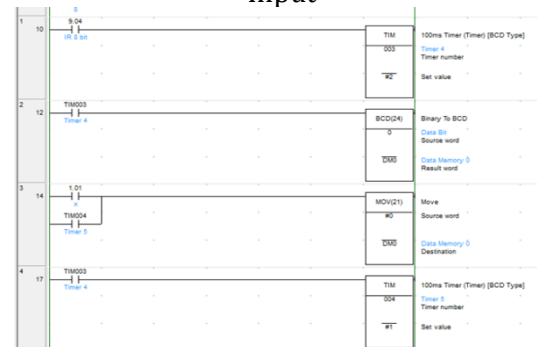 input
8
1
10
9.04
IR 8 bit
TIM
100ms Timer (Timer) [BCD Type]
003
Timer 4
Timer number
#2
Set value
2
12
TIM003
Timer 4
BCD(24)
Binary To BCD
0
Data Bit
Source word
DM0
Data Memory 0
Result word
3
14
1.01
x
MOV(21)
Move
TIM004
Timer 5
#0
Source word
DM0
Data Memory 0
Destination
4
17
TIM003
Timer 4
TIM
100ms Timer (Timer) [BCD Type]
004
Timer 5
Timer number
#1
Set value